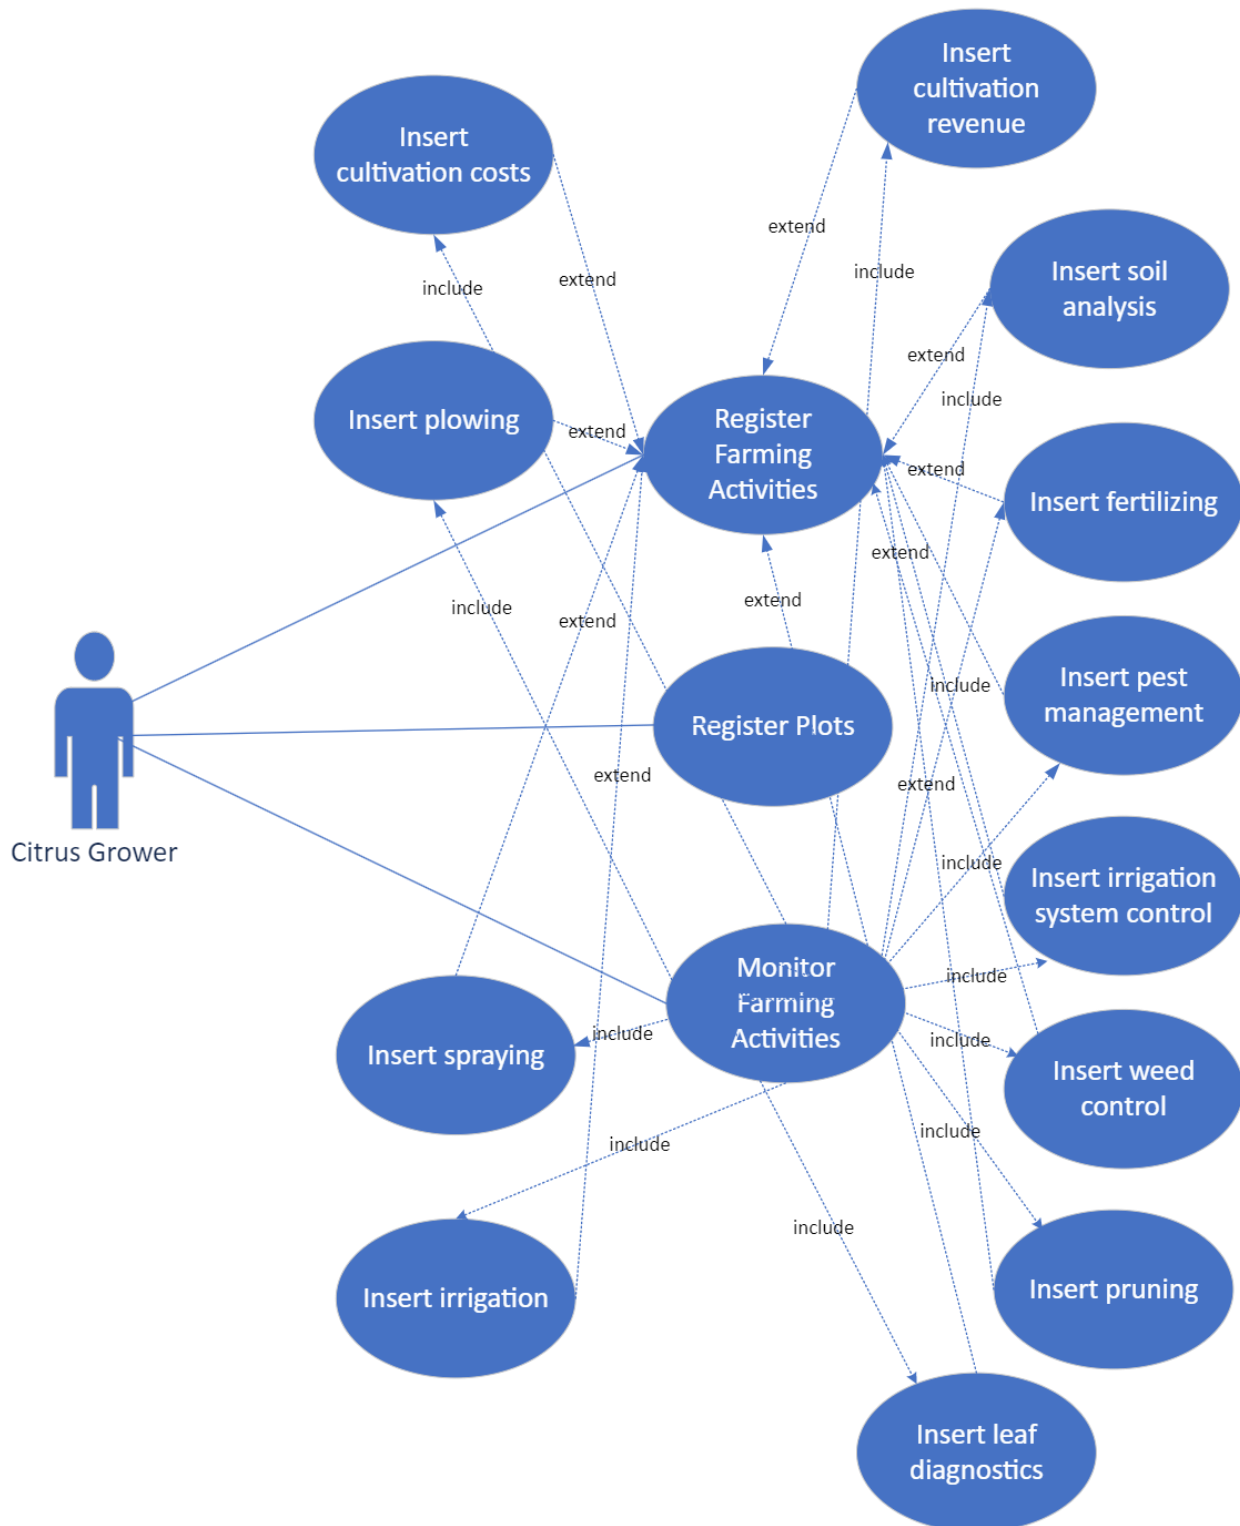 Insert
cultivation
revenue
Insert
cultivation costs
extend
include
extend
include
Insert soil
analysis
extend
include
Insert plowing
extend
Register
Farming
Activities
extend
Insert fertilizing
include
extend
extend
extend
include
Insert pest
management
Register Plots
extend
extend
include
Insert irrigation
system control
Citrus Grower
Monitor
Farming
Activities
include
include
include
Insert spraying
Insert weed
control
include
include
include
Insert irrigation
Insert pruning
Insert leaf
diagnostics